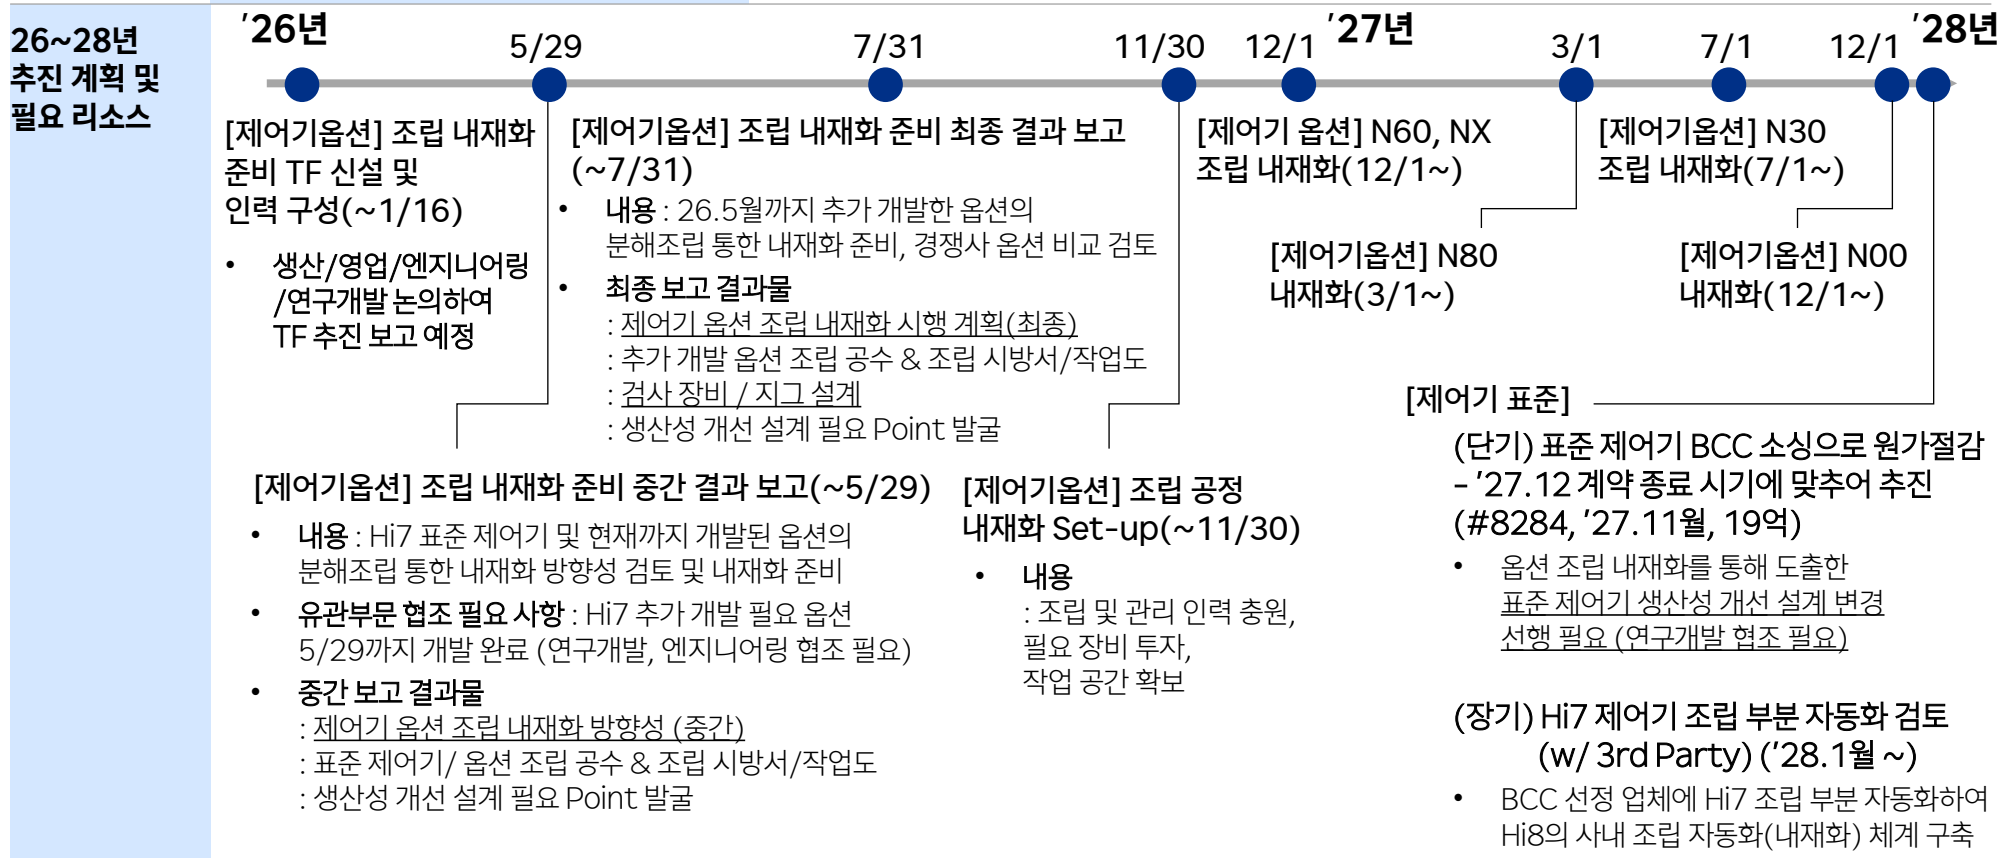 26~28년
추진 계획 및
필요 리소스
’26년
5/29
7/31
11/30
12/1
’27년
3/1
7/1
12/1
’28년
[제어기옵션] 조립 내재화
준비 TF 신설 및
인력 구성(~1/16)
• 생산/영업/엔지니어링
/연구개발 논의하여
TF 추진 보고 예정
[제어기옵션] 조립 내재화 준비 최종 결과 보고
(~7/31)
• 내용 : 26.5월까지 추가 개발한 옵션의
분해조립 통한 내재화 준비, 경쟁사 옵션 비교 검토
• 최종 보고 결과물
: 제어기 옵션 조립 내재화 시행 계획(최종)
: 추가 개발 옵션 조립 공수 & 조립 시방서/작업도
: 검사 장비 / 지그 설계
: 생산성 개선 설계 필요 Point 발굴
[제어기 옵션] N60, NX
조립 내재화(12/1~)
[제어기옵션] N80
내재화(3/1~)
[제어기옵션] N30
조립 내재화(7/1~)
[제어기옵션] N00
내재화(12/1~)
[제어기옵션] 조립 내재화 준비 중간 결과 보고(~5/29)
• 내용 : Hi7 표준 제어기 및 현재까지 개발된 옵션의
분해조립 통한 내재화 방향성 검토 및 내재화 준비
• 유관부문 협조 필요 사항 : Hi7 추가 개발 필요 옵션
5/29까지 개발 완료 (연구개발, 엔지니어링 협조 필요)
• 중간 보고 결과물
: 제어기 옵션 조립 내재화 방향성 (중간)
: 표준 제어기/ 옵션 조립 공수 & 조립 시방서/작업도
: 생산성 개선 설계 필요 Point 발굴
[제어기옵션] 조립 공정
내재화 Set-up(~11/30)
• 내용
: 조립 및 관리 인력 충원,
필요 장비 투자,
작업 공간 확보
[제어기 표준]
(단기) 표준 제어기 BCC 소싱으로 원가절감
– ’27.12 계약 종료 시기에 맞추어 추진
(#8284, ’27.11월, 19억)
• 옵션 조립 내재화를 통해 도출한
표준 제어기 생산성 개선 설계 변경
선행 필요 (연구개발 협조 필요)
(장기) Hi7 제어기 조립 부분 자동화 검토
(w/ 3rd Party) (’28.1월 ~)
• BCC 선정 업체에 Hi7 조립 부분 자동화하여
Hi8의 사내 조립 자동화(내재화) 체계 구축